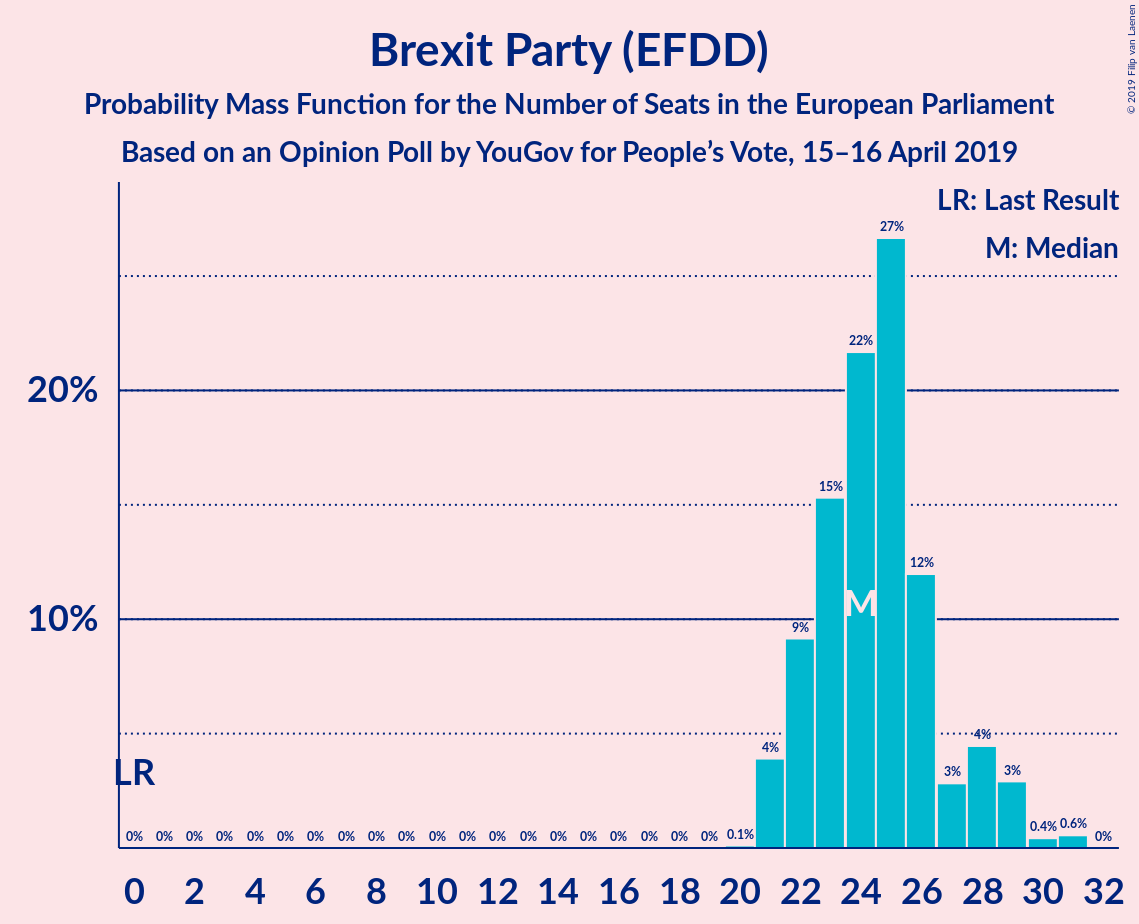 Brexit Party (EFDD)
Probability Mass Function for the Number of Seats in the European Parliament
Based on an Opinion Poll by YouGov for People’s Vote, 15–16 April 2019
© 2019 Filip van Laenen
LR: Last Result
M: Median
27%
22%
20%
15%
12%
M
10%
9%
4%
4%
LR
3%
3%
0% 0% 0% 0% 0% 0% 0% 0% 0% 0% 0% 0% 0% 0% 0% 0% 0% 0% 0% 0% 0.1% 0.4% 0.6% 0%
0 2 4 6 8 10 12 14 16 18 20 22 24 26 28 30 32